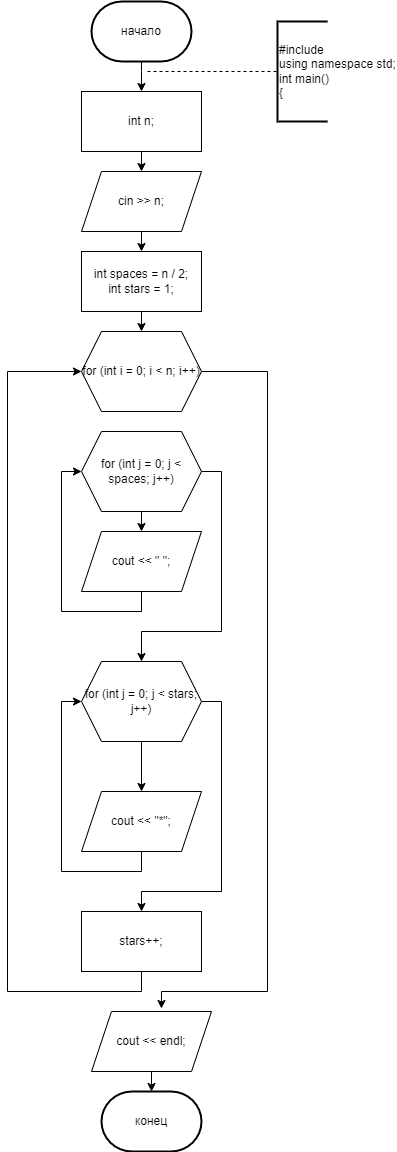 начало
#include
using namespace std;
int main()
{
int n;
cin >> n;
int spaces = n / 2;
int stars = 1;
for (int i = 0; i < n; i++)
for (int j = 0; j <
spaces; j++)
cout << " ";
for (int j = 0; j < stars;
j++)
cout << "*";
stars++;
cout << endl;
конец